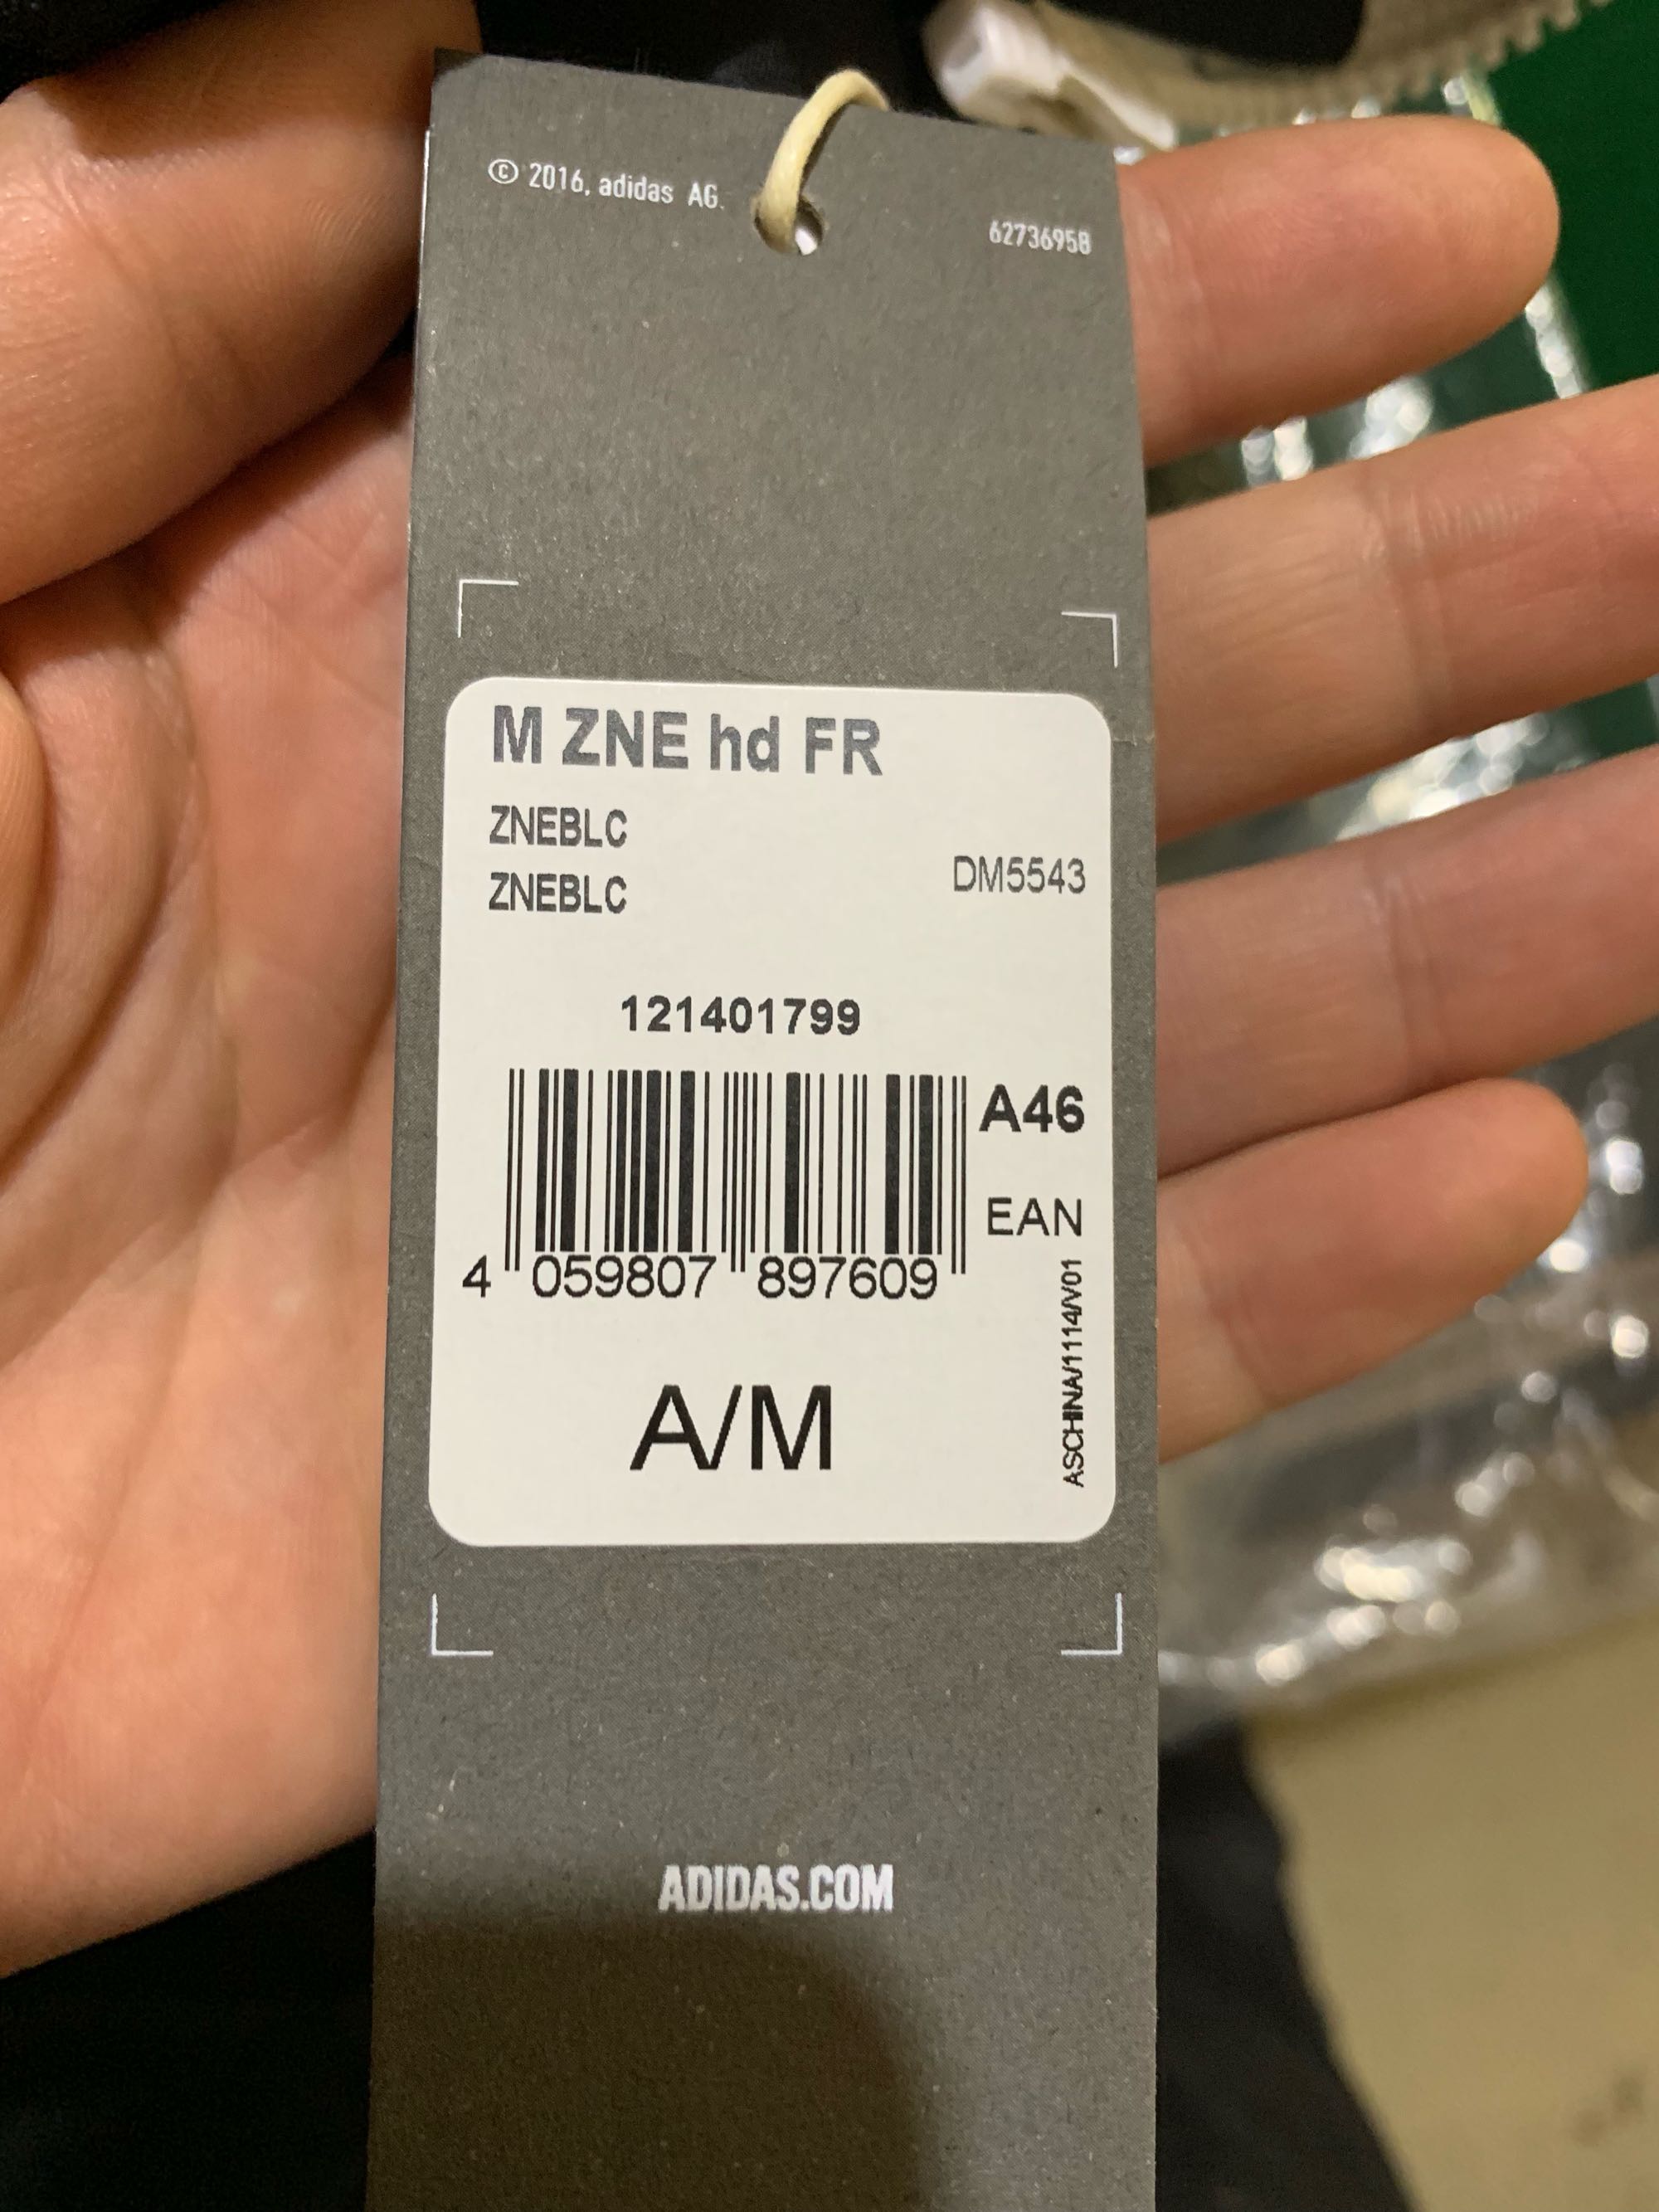 © 2016, adidas AG.
62736958
M ZNE hd FR
ZNEBLC
ZNEBLC
DM5543
121401799
A46
EAN
4 059807 897609
ASCHINA/1114/V01
A/M
ADIDAS.COM